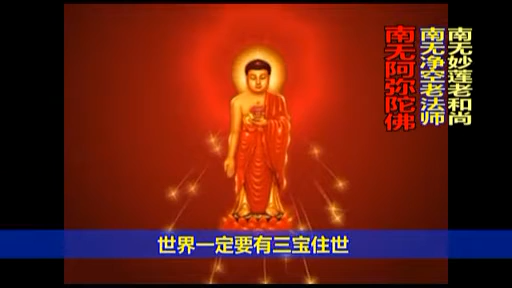 南无妙莲老和尚
南无净空老法师
南无阿弥陀佛
世界一定要有三宝住世